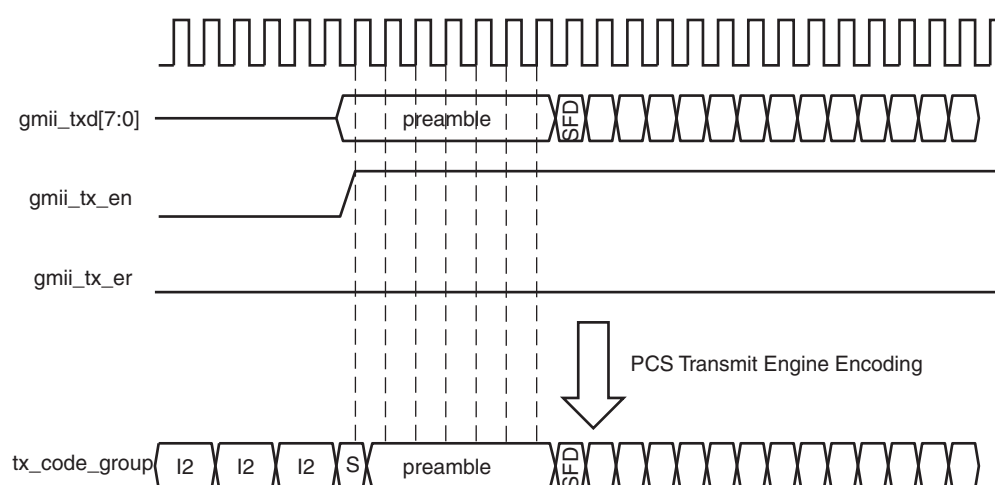 gmii_txd[7:0]
preamble
SFD
gmii_tx_en
gmii_tx_er
PCS Transmit Engine Encoding
tx_code_group
I2
I2
I2
S
preamble
SFD